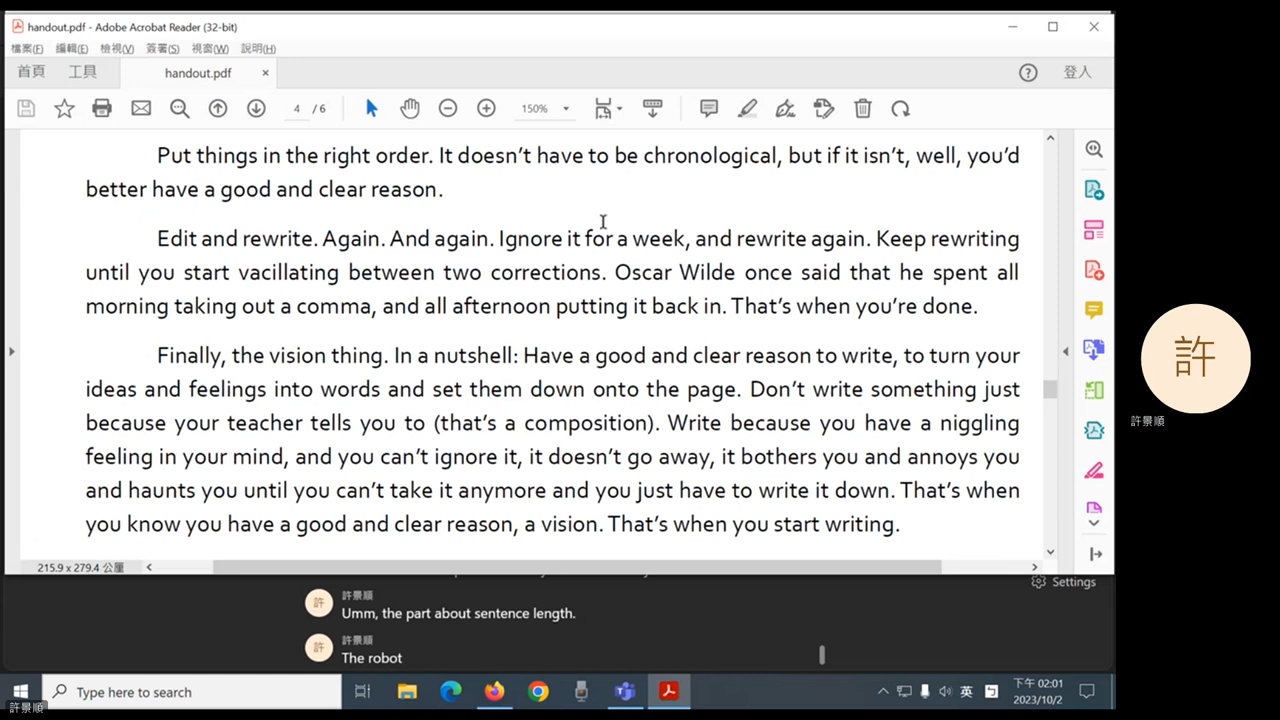 handout.pdf - Adobe Acrobat Reader (32-bit)
檔案(F) 編輯(E) 檢視(V) 簽署(S) 視窗(W) 說明(H)
首頁 工具 handout.pdf × 登入
4 / 6 150%
Put things in the right order. It doesn’t have to be chronological, but if it isn’t, well, you’d
better have a good and clear reason.
Edit and rewrite. Again. And again. Ignore it for a week, and rewrite again. Keep rewriting
until you start vacillating between two corrections. Oscar Wilde once said that he spent all
morning taking out a comma, and all afternoon putting it back in. That’s when you’re done.
Finally, the vision thing. In a nutshell: Have a good and clear reason to write, to turn your
ideas and feelings into words and set them down onto the page. Don’t write something just
because your teacher tells you to (that’s a composition). Write because you have a niggling
feeling in your mind, and you can’t ignore it, it doesn’t go away, it bothers you and annoys you
and haunts you until you can’t take it anymore and you just have to write it down. That’s when
you know you have a good and clear reason, a vision. That’s when you start writing.
215.9 x 279.4 公厘
Settings
許 許景順
Umm, the part about sentence length.
許 許景順
The robot
許
許景順
Type here to search
英
下午 02:01
2023/10/2
許景順